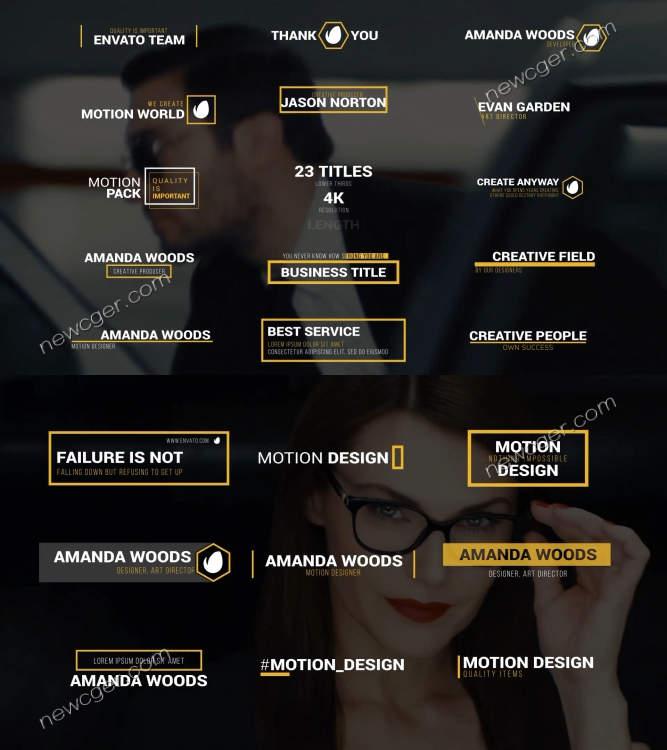 QUALITY IS IMPORTANT
ENVATO TEAM
THANK YOU
AMANDA WOODS
DEVELOPER
WE CREATE
MOTION WORLD
CREATIVE PRODUCER
JASON NORTON
EVAN GARDEN
ART DIRECTOR
MOTION
PACK
QUALITY
IS
IMPORTANT
23 TITLES
LOWER THIRDS
4K
RESOLUTION
LENGTH
CREATE ANYWAY
WHAT YOU SPEND YEARS CREATING
OTHERS COULD DESTROY OVERNIGHT
AMANDA WOODS
CREATIVE PRODUCER
YOU NEVER KNOW HOW STRONG YOU ARE
BUSINESS TITLE
CREATIVE FIELD
BY OUR DESIGNERS
AMANDA WOODS
MOTION DESIGNER
BEST SERVICE
LOREM IPSUM DOLOR SIT AMET
CONSECTETUR ADIPISCING ELIT, SED DO EIUSMOD
CREATIVE PEOPLE
OWN SUCCESS
newcger.com
newcger.com
WWW.ENVATO.COM
FAILURE IS NOT
FALLING DOWN BUT REFUSING TO GET UP
MOTION DESIGN
MOTION
NOTHING IMPOSSIBLE
DESIGN
AMANDA WOODS
DESIGNER, ART DIRECTOR
AMANDA WOODS
MOTION DESIGNER
AMANDA WOODS
DESIGNER, ART DIRECTOR
LOREM IPSUM DOLOR SIT AMET
AMANDA WOODS
#MOTION_DESIGN
MOTION DESIGN
QUALITY ITEMS
newcger.com
newcger.com